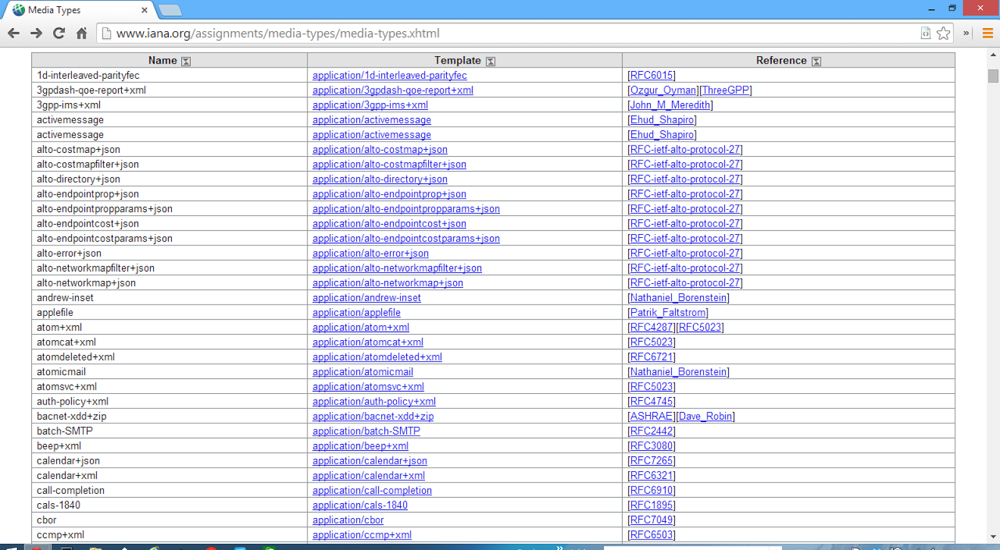 Media Types
www.iana.org/assignments/media-types/media-types.xhtml
Name Template Reference
1d-interleaved-parityfec application/1d-interleaved-parityfec [RFC6015]
3gpdash-qoe-report+xml application/3gpdash-qoe-report+xml [Ozgur_Oyman][ThreeGPP]
3gpp-ims+xml application/3gpp-ims+xml [John_M_Meredith]
activemessage application/activemessage [Ehud_Shapiro]
activemessage application/activemessage [Ehud_Shapiro]
alto-costmap+json application/alto-costmap+json [RFC-ietf-alto-protocol-27]
alto-costmapfilter+json application/alto-costmapfilter+json [RFC-ietf-alto-protocol-27]
alto-directory+json application/alto-directory+json [RFC-ietf-alto-protocol-27]
alto-endpointprop+json application/alto-endpointprop+json [RFC-ietf-alto-protocol-27]
alto-endpointpropparams+json application/alto-endpointpropparams+json [RFC-ietf-alto-protocol-27]
alto-endpointcost+json application/alto-endpointcost+json [RFC-ietf-alto-protocol-27]
alto-endpointcostparams+json application/alto-endpointcostparams+json [RFC-ietf-alto-protocol-27]
alto-error+json application/alto-error+json [RFC-ietf-alto-protocol-27]
alto-networkmapfilter+json application/alto-networkmapfilter+json [RFC-ietf-alto-protocol-27]
alto-networkmap+json application/alto-networkmap+json [RFC-ietf-alto-protocol-27]
andrew-inset application/andrew-inset [Nathaniel_Borenstein]
applefile application/applefile [Patrik_Faltstrom]
atom+xml application/atom+xml [RFC4287][RFC5023]
atomcat+xml application/atomcat+xml [RFC5023]
atomdeleted+xml application/atomdeleted+xml [RFC6721]
atomicmail application/atomicmail [Nathaniel_Borenstein]
atomsvc+xml application/atomsvc+xml [RFC5023]
auth-policy+xml application/auth-policy+xml [RFC4745]
bacnet-xdd+zip application/bacnet-xdd+zip [ASHRAE][Dave_Robin]
batch-SMTP application/batch-SMTP [RFC2442]
beep+xml application/beep+xml [RFC3080]
calendar+json application/calendar+json [RFC7265]
calendar+xml application/calendar+xml [RFC6321]
call-completion application/call-completion [RFC6910]
cals-1840 application/cals-1840 [RFC1895]
cbor application/cbor [RFC7049]
ccmp+xml application/ccmp+xml [RFC6503]